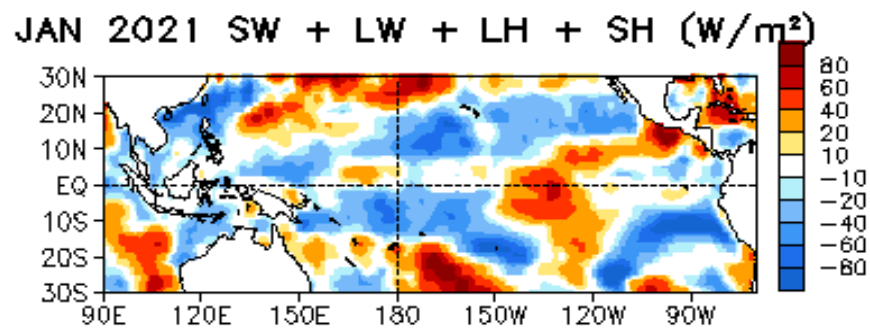 JAN 2021 SW + LW + LH + SH (W/m²)
30N
20N
10N
EQ
10S
20S
30S
90E 120E 150E 180 150W 120W 90W
80
60
40
20
10
-10
-20
-40
-60
-80